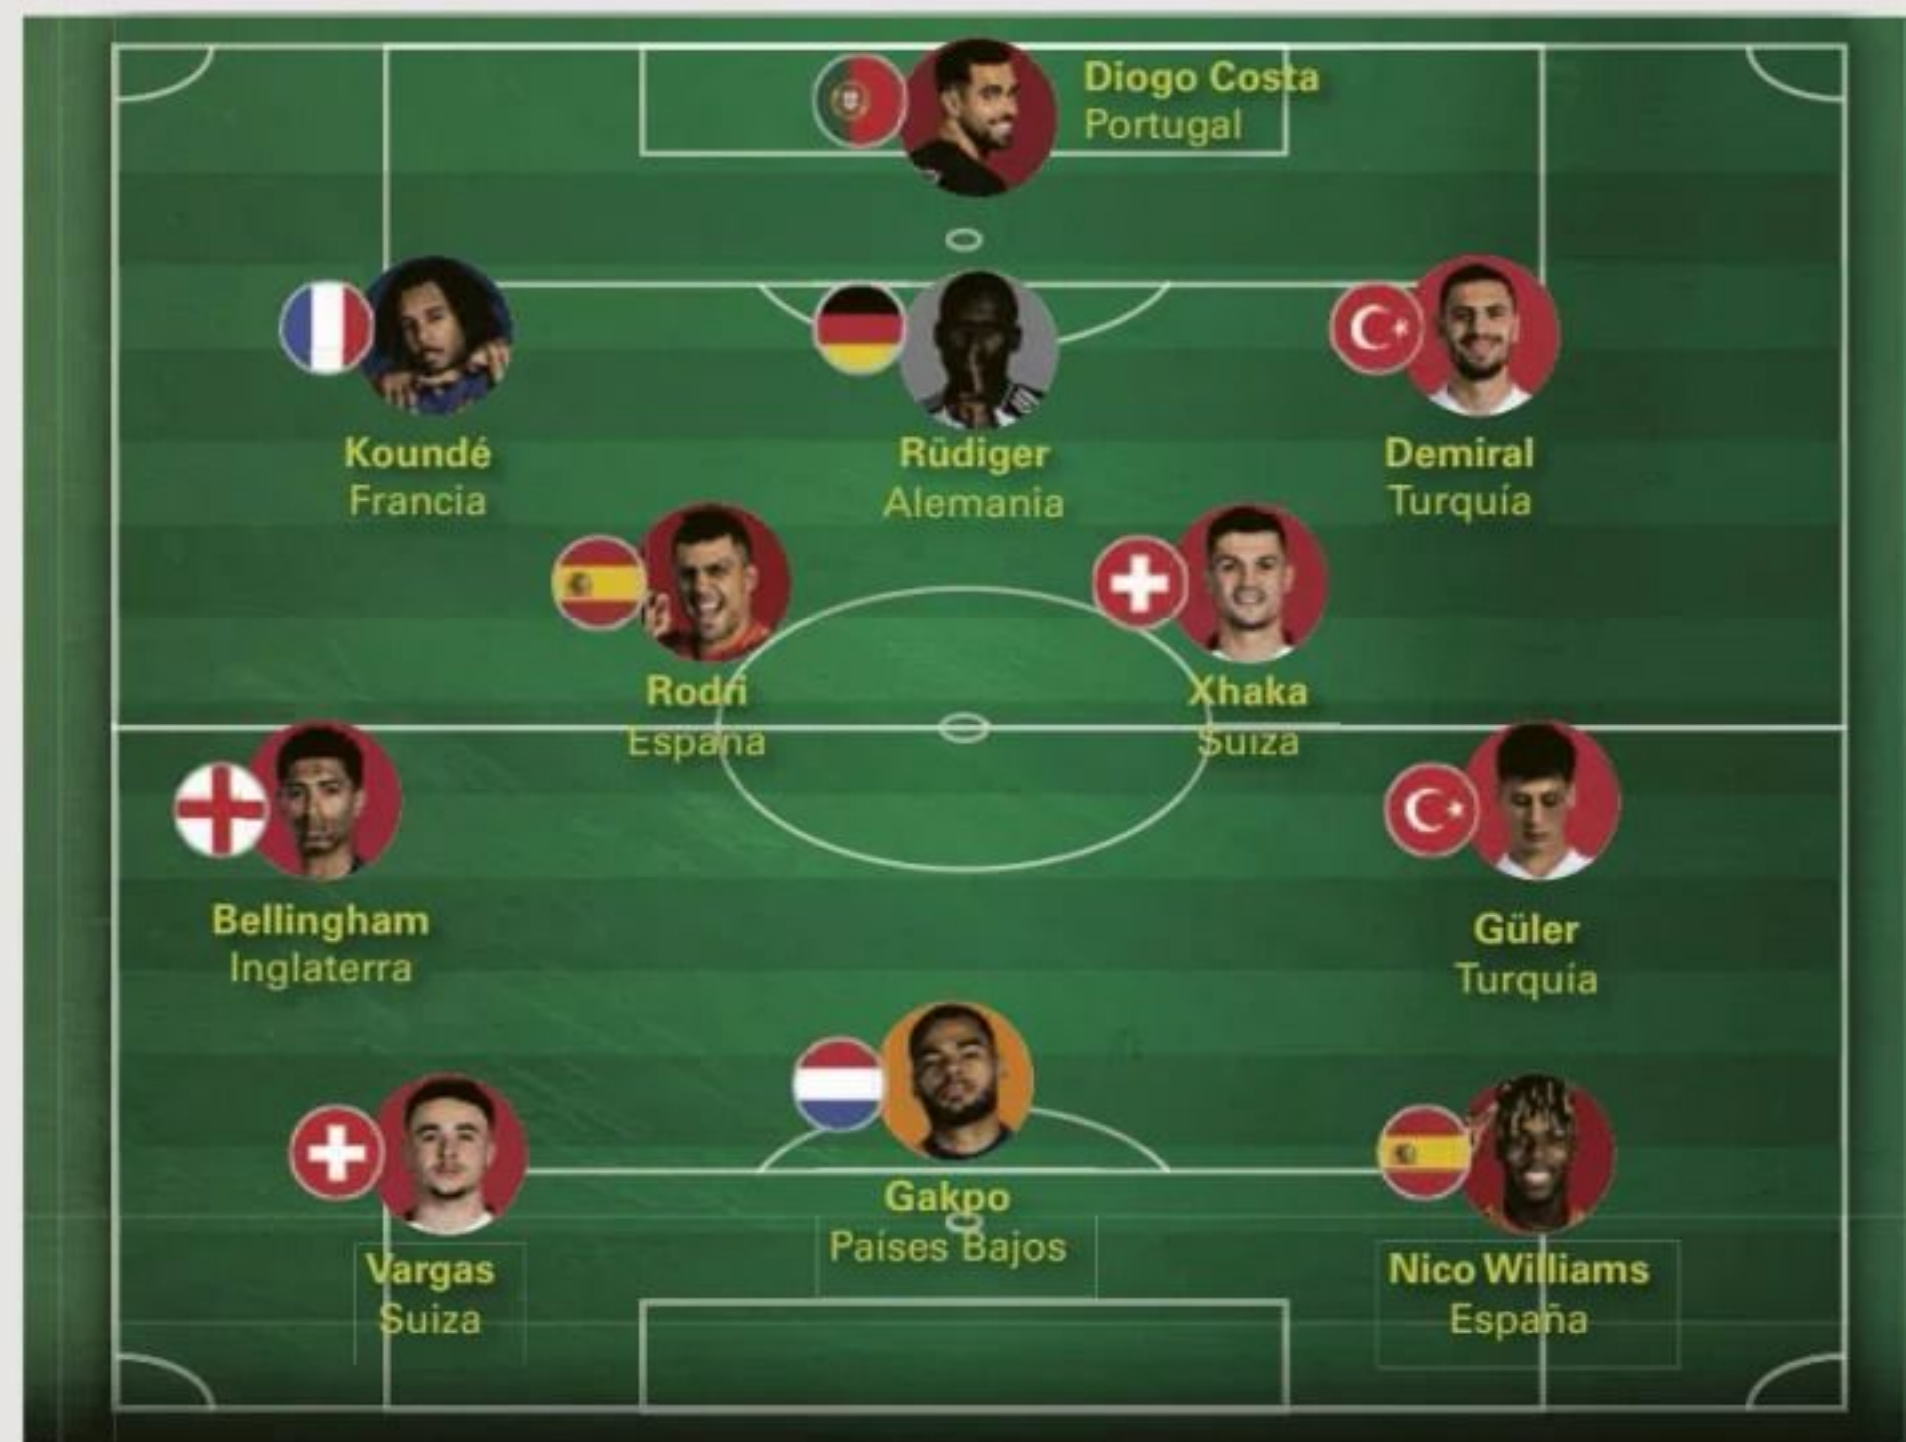 Diogo Costa
Portugal
Koundé
Francia
Rüdiger
Alemania
Demiral
Turquía
Rodri
España
Xhaka
Suiza
Bellingham
Inglaterra
Güler
Turquía
Gakpo
Países Bajos
Vargas
Suiza
Nico Williams
España